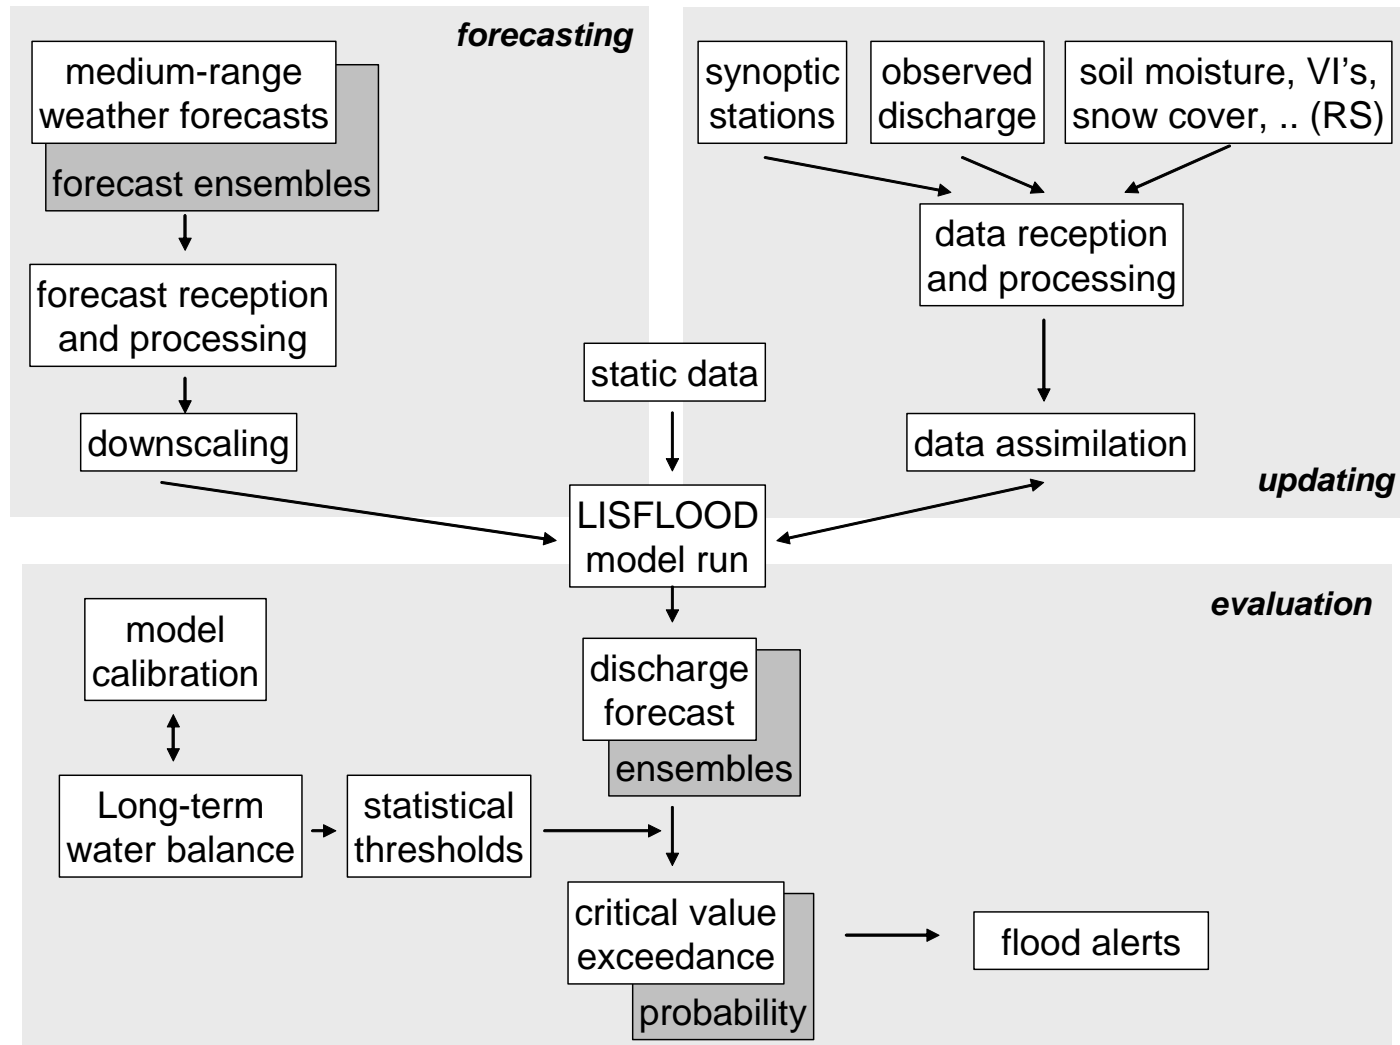 forecasting
medium-range
weather forecasts
forecast ensembles
forecast reception
and processing
downscaling
synoptic
stations
observed
discharge
soil moisture, VI's,
snow cover, .. (RS)
data reception
and processing
data assimilation
updating
static data
LISFLOOD
model run
evaluation
model
calibration
Long-term
water balance
statistical
thresholds
discharge
forecast
ensembles
critical value
exceedance
probability
flood alerts